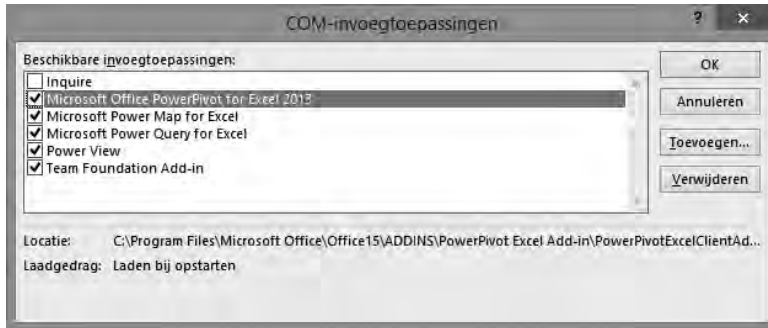 COM-invoegtoepassingen
? ×
Beschikbare invoegtoepassingen:
Inquire
Microsoft Office PowerPivot for Excel 2013
Microsoft Power Map for Excel
Microsoft Power Query for Excel
Power View
Team Foundation Add-in
OK
Annuleren
Toevoegen...
Verwijderen
Locatie: C:\Program Files\Microsoft Office\Office15\ADDINS\PowerPivot Excel Add-in\PowerPivotExcelClientAd...
Laadgedrag: Laden bij opstarten